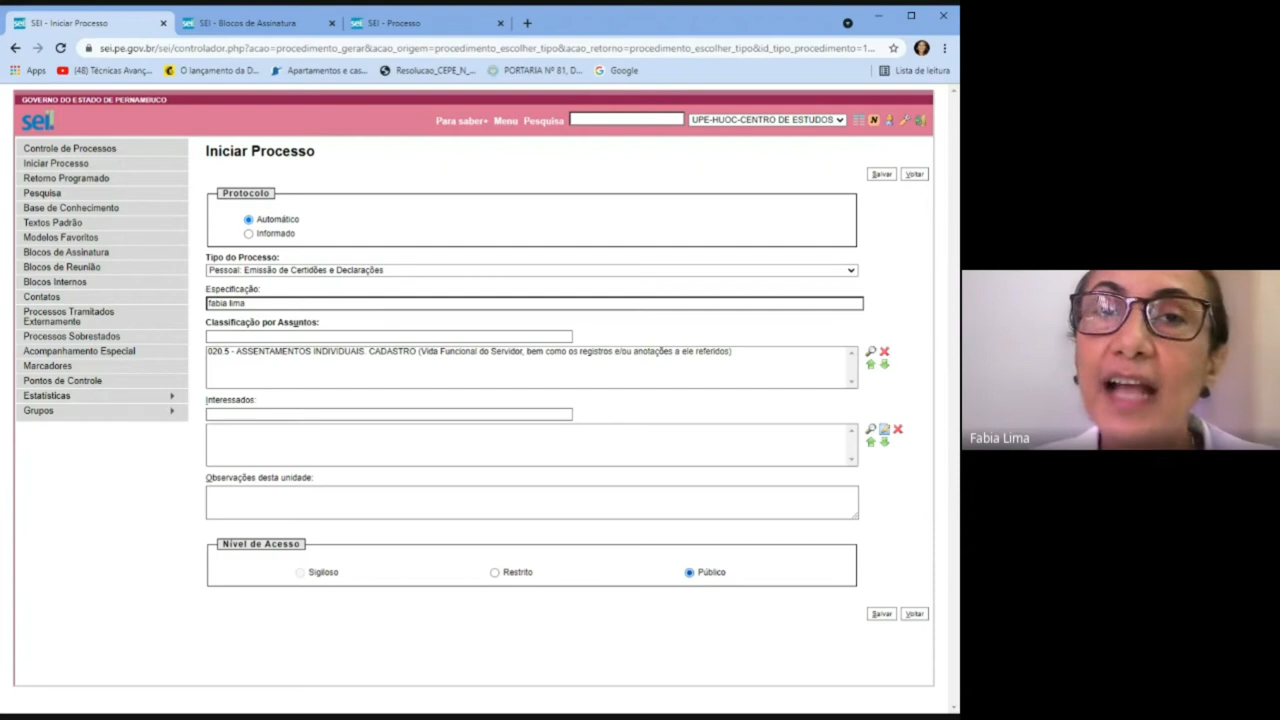 SEI - Iniciar Processo
SEI - Blocos de Assinatura
SEI - Processo
sei.pe.gov.br/sei/controlador.php?acao=procedimento_gerar&acao_origem=procedimento_escolher_tipo&acao_retorno=procedimento_escolher_tipo&id_tipo_procedimento=1...
Apps
(48) Técnicas Avanç...
O lançamento da D...
Apartamentos e cas...
Resolucao_CEPE_N_...
PORTARIA Nº 81, D...
Google
Lista de leitura
GOVERNO DO ESTADO DE PERNAMBUCO
sei!
Para saber+ Menu Pesquisa
UPE-HUOC-CENTRO DE ESTUDOS
Controle de Processos
Iniciar Processo
Retorno Programado
Pesquisa
Base de Conhecimento
Textos Padrão
Modelos Favoritos
Blocos de Assinatura
Blocos de Reunião
Blocos Internos
Contatos
Processos Tramitados
Externamente
Processos Sobrestados
Acompanhamento Especial
Marcadores
Pontos de Controle
Estatísticas
Grupos
Iniciar Processo
Salvar Voltar
Protocolo
Automático
Informado
Tipo do Processo:
Pessoal: Emissão de Certidões e Declarações
Especificação:
fabia lima
Classificação por Assuntos:
020.5 - ASSENTAMENTOS INDIVIDUAIS. CADASTRO (Vida Funcional do Servidor, bem como os registros e/ou anotações a ele referidos)
Interessados:
Observações desta unidade:
Nível de Acesso
Sigiloso
Restrito
Público
Salvar Voltar
Fabia Lima